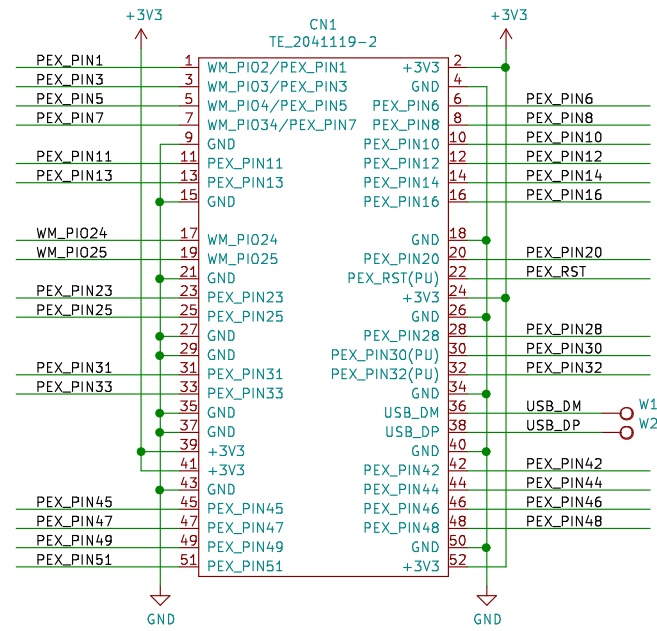 +3V3 CN1 +3V3
TE_2041119-2
PEX_PIN1 1 WM_PIO2/PEX_PIN1 +3V3 2
PEX_PIN3 3 WM_PIO3/PEX_PIN3 GND 4
PEX_PIN5 5 WM_PIO4/PEX_PIN5 PEX_PIN6 6 PEX_PIN6
PEX_PIN7 7 WM_PIO34/PEX_PIN7 PEX_PIN8 8 PEX_PIN8
9 GND PEX_PIN10 10 PEX_PIN10
PEX_PIN11 11 PEX_PIN11 PEX_PIN12 12 PEX_PIN12
PEX_PIN13 13 PEX_PIN13 PEX_PIN14 14 PEX_PIN14
15 GND PEX_PIN16 16 PEX_PIN16
WM_PIO24 17 WM_PIO24 GND 18
WM_PIO25 19 WM_PIO25 PEX_PIN20 20 PEX_PIN20
21 GND PEX_RST(PU) 22 PEX_RST
PEX_PIN23 23 PEX_PIN23 +3V3 24
PEX_PIN25 25 PEX_PIN25 GND 26
27 GND PEX_PIN28 28 PEX_PIN28
29 GND PEX_PIN30(PU) 30 PEX_PIN30
PEX_PIN31 31 PEX_PIN31 PEX_PIN32(PU) 32 PEX_PIN32
PEX_PIN33 33 PEX_PIN33 GND 34
35 GND USB_DM 36 USB_DM W1
37 GND USB_DP 38 USB_DP W2
39 +3V3 GND 40
41 +3V3 PEX_PIN42 42 PEX_PIN42
43 GND PEX_PIN44 44 PEX_PIN44
PEX_PIN45 45 PEX_PIN45 PEX_PIN46 46 PEX_PIN46
PEX_PIN47 47 PEX_PIN47 PEX_PIN48 48 PEX_PIN48
PEX_PIN49 49 PEX_PIN49 GND 50
PEX_PIN51 51 PEX_PIN51 +3V3 52
GND GND